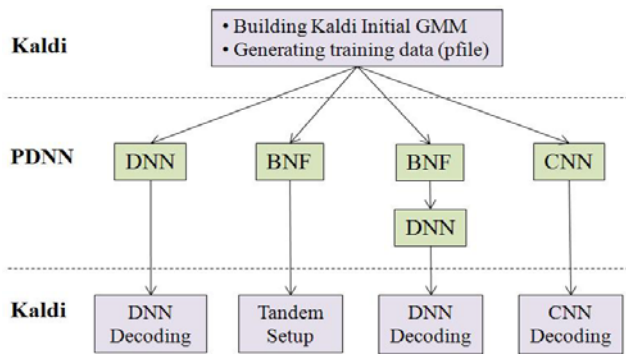 • Building Kaldi Initial GMM
Kaldi
• Generating training data (pfile)
PDNN
DNN
BNF
BNF
CNN
DNN
Kaldi
DNN
Decoding
Tandem
Setup
DNN
Decoding
CNN
Decoding